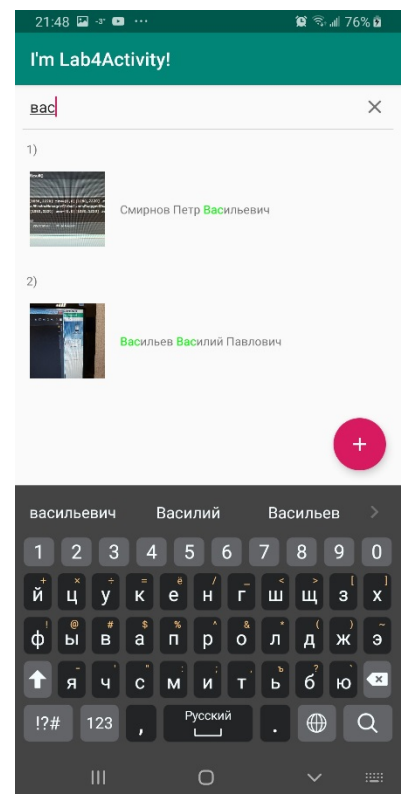 21:48 -3° ... 76%
I'm Lab4Activity!
вас
1)
Смирнов Петр Васильевич
2)
Васильев Василий Павлович
+
васильевич Василий Васильев >
1 2 3 4 5 6 7 8 9 0
+ × ÷ = ё / _ < > [ ]
й ц у к е н г ш щ з х
! @ # $ % ^ & * ( ) ~
ф ы в а п р о л д ж э
- ' " : ; ъ ?
я ч с м и т ь б ю
!?# 123 , Русский .